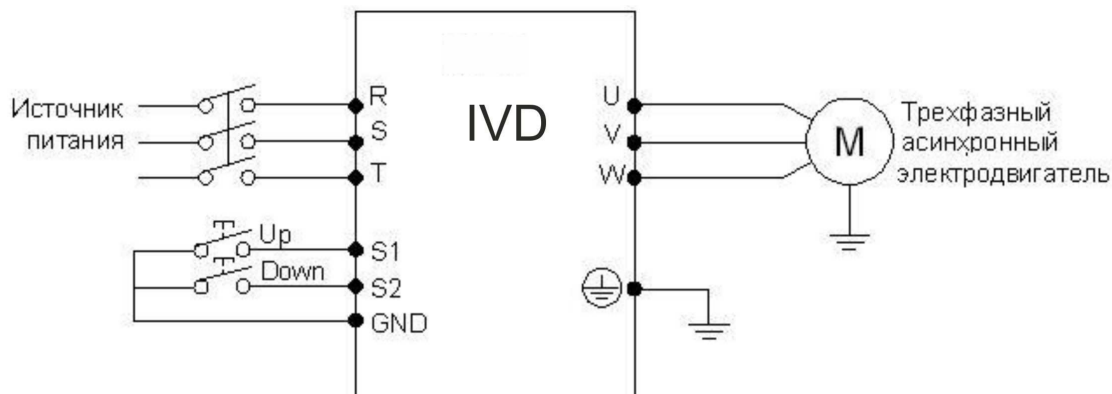 Источник
питания
R
S
T
IVD
U
V
W
M
Трехфазный
асинхронный
электродвигатель
Up
S1
Down
S2
GND